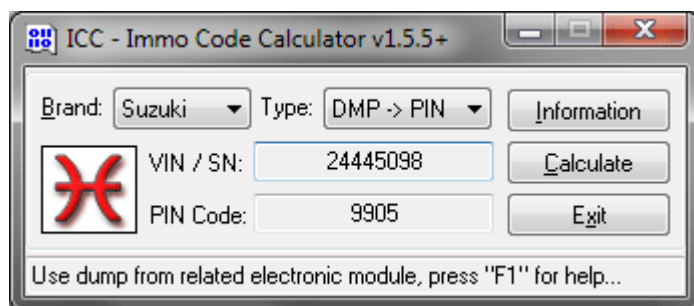 ICC - Immo Code Calculator v1.5.5+
Brand: Suzuki Type: DMP -> PIN Information
VIN / SN: 24445098 Calculate
PIN Code: 9905 Exit
Use dump from related electronic module, press "F1" for help...